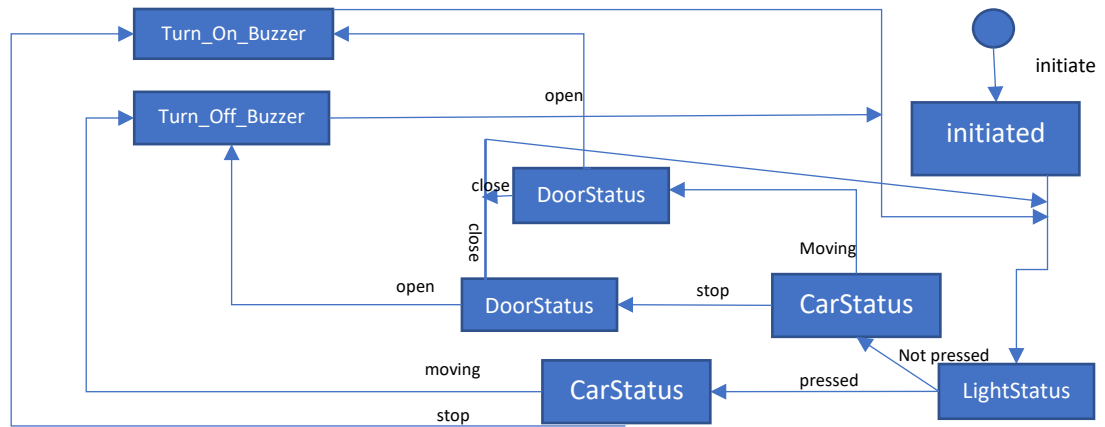 Turn_On_Buzzer
initiate
Turn_Off_Buzzer
open
initiated
close
DoorStatus
close
Moving
open
DoorStatus
stop
CarStatus
Not pressed
moving
CarStatus
pressed
LightStatus
stop